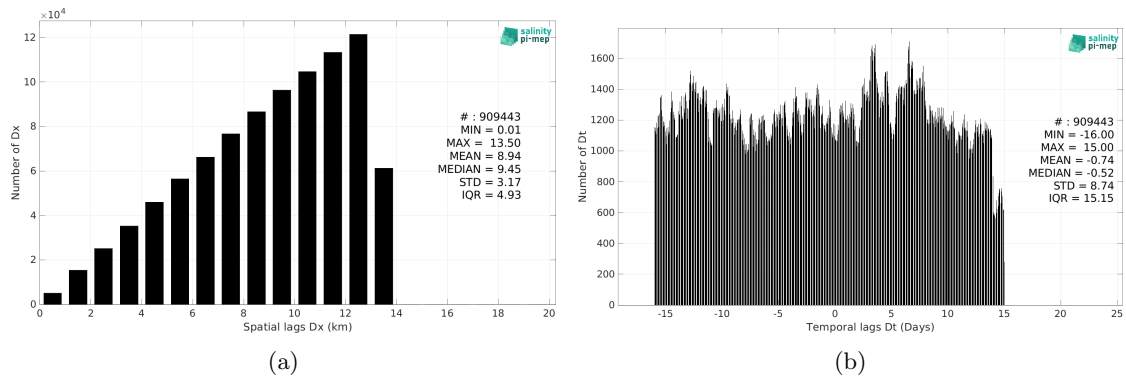 ×10⁴
12
10
8
6
4
2
0
Number of Dx
salinity
pi-mep
# : 909443
MIN = 0.01
MAX = 13.50
MEAN = 8.94
MEDIAN = 9.45
STD = 3.17
IQR = 4.93
0 2 4 6 8 10 12 14 16 18 20
Spatial lags Dx (km)
(a)
1600
1400
1200
1000
800
600
400
200
0
Number of Dt
salinity
pi-mep
# : 909443
MIN = -16.00
MAX = 15.00
MEAN = -0.74
MEDIAN = -0.52
STD = 8.74
IQR = 15.15
-15 -10 -5 0 5 10 15 20 25
Temporal lags Dt (Days)
(b)